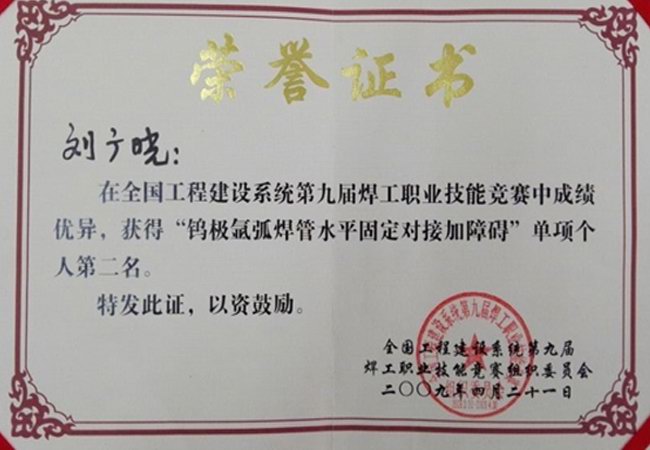 荣誉证书
刘广晓：
在全国工程建设系统第九届焊工职业技能竞赛中成绩
优异，获得“钨极氩弧焊管水平固定对接加障碍”单项个
人第二名。
特发此证，以资鼓励。
全国工程建设系统第九届
焊工职业技能竞赛组织委员会
二〇〇九年四月二十一日